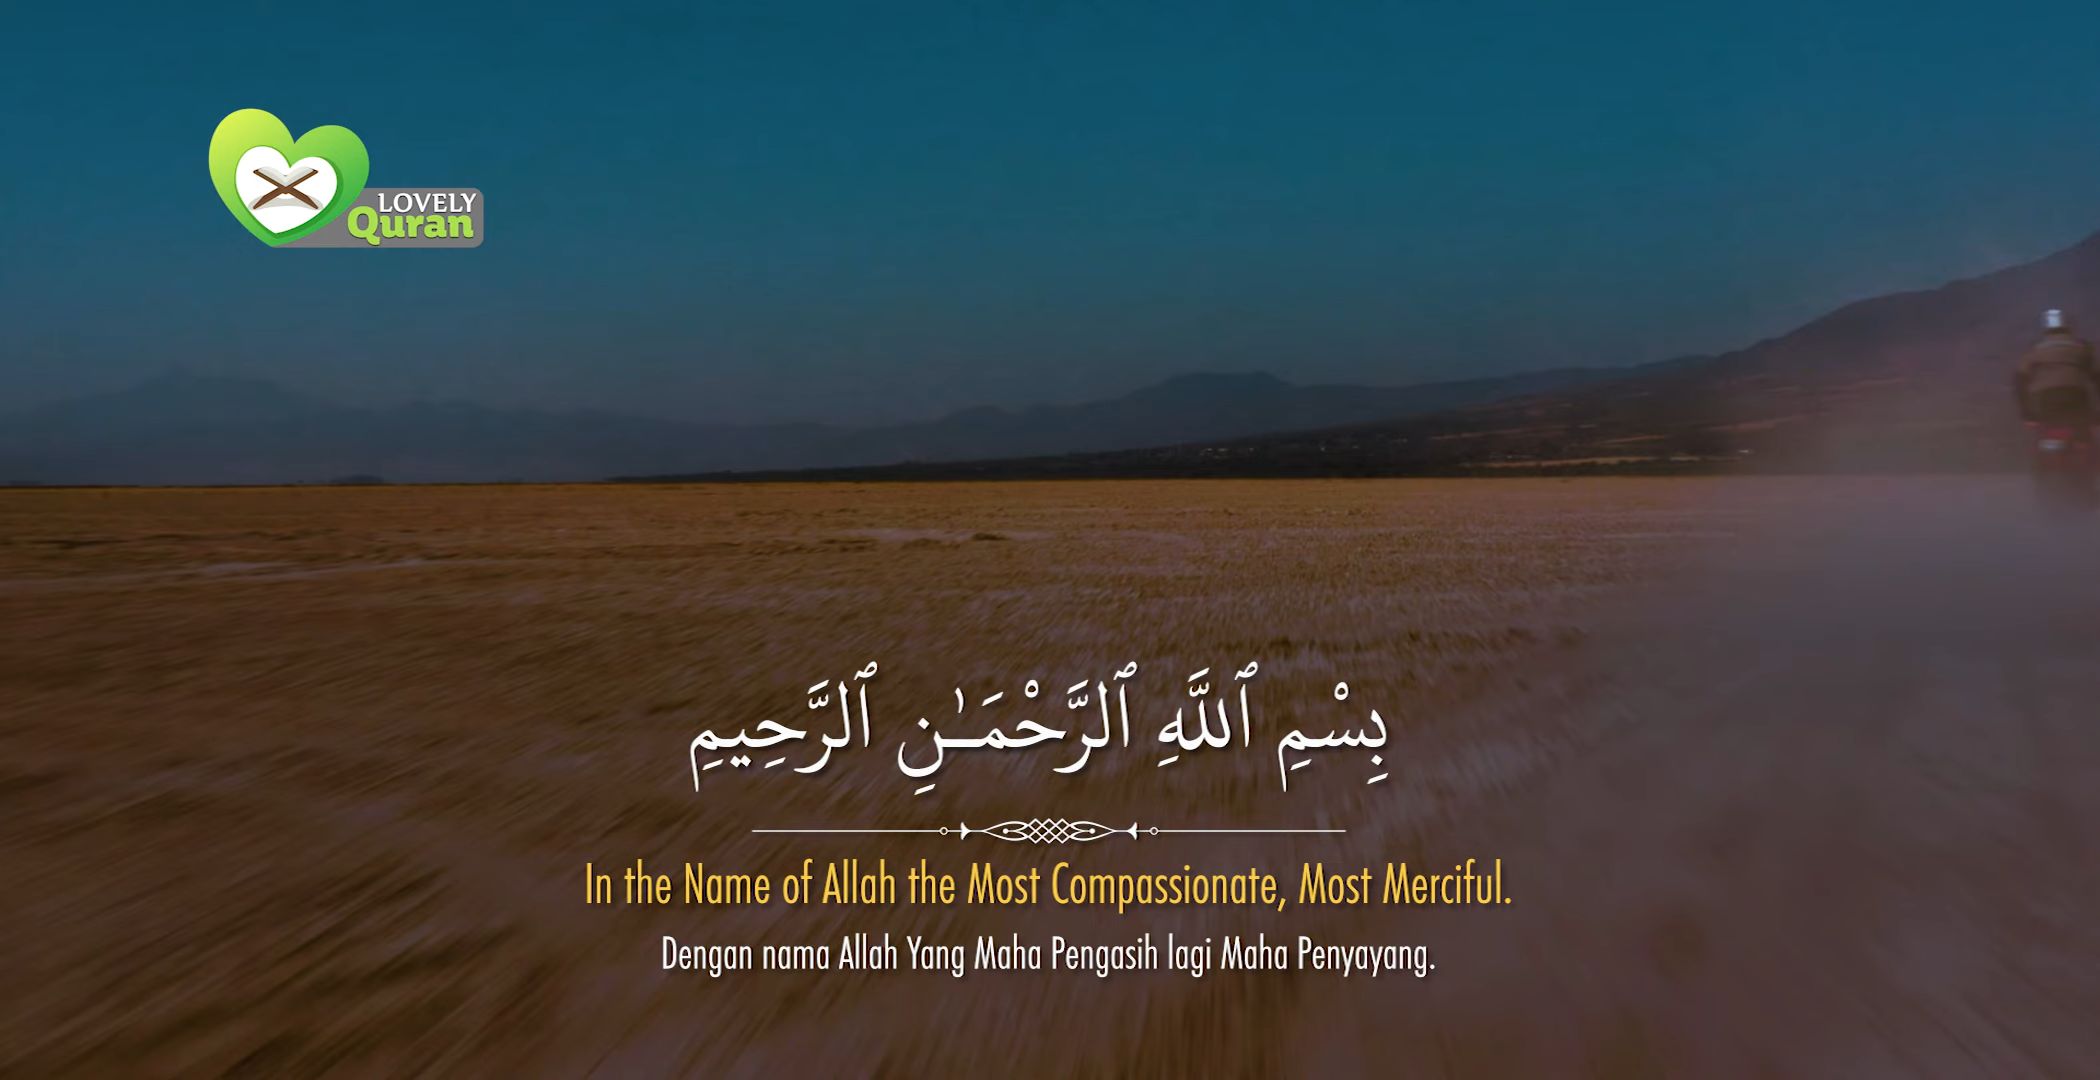 LOVELY
Quran
بِسْمِ ٱللَّهِ ٱلرَّحْمَـٰنِ ٱلرَّحِيمِ
In the Name of Allah the Most Compassionate, Most Merciful.
Dengan nama Allah Yang Maha Pengasih lagi Maha Penyayang.